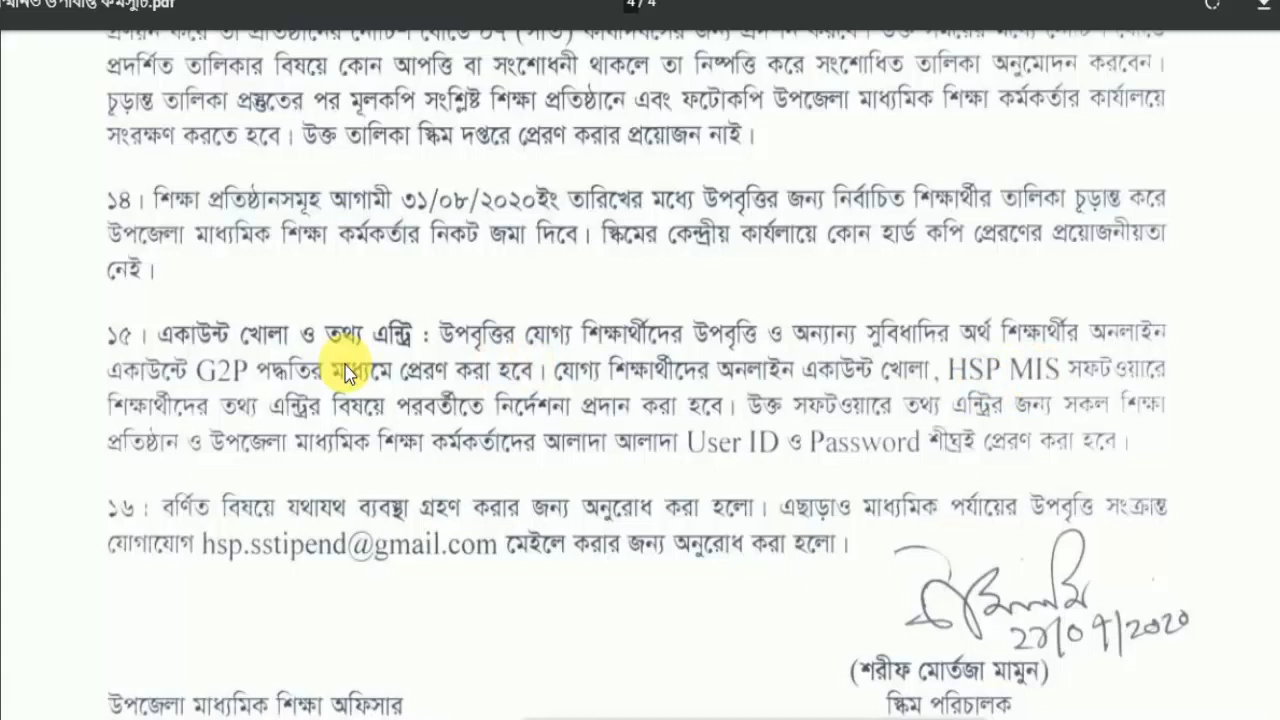 উপবৃত্তি কর্মসূচি.pdf
4 / 4
প্রদর্শিত তালিকার বিষয়ে কোন আপত্তি বা সংশোধনী থাকলে তা নিষ্পত্তি করে সংশোধিত তালিকা অনুমোদন করবেন।
চূড়ান্ত তালিকা প্রস্তুতের পর মূলকপি সংশ্লিষ্ট শিক্ষা প্রতিষ্ঠানে এবং ফটোকপি উপজেলা মাধ্যমিক শিক্ষা কর্মকর্তার কার্যালয়ে
সংরক্ষণ করতে হবে। উক্ত তালিকা স্কিম দপ্তরে প্রেরণ করার প্রয়োজন নাই।
১৪। শিক্ষা প্রতিষ্ঠানসমূহ আগামী ৩১/০৮/২০২০ইং তারিখের মধ্যে উপবৃত্তির জন্য নির্বাচিত শিক্ষার্থীর তালিকা চূড়ান্ত করে
উপজেলা মাধ্যমিক শিক্ষা কর্মকর্তার নিকট জমা দিবে। স্কিমের কেন্দ্রীয় কার্যলায়ে কোন হার্ড কপি প্রেরণের প্রয়োজনীয়তা
নেই।
১৫। একাউন্ট খোলা ও তথ্য এন্ট্রি : উপবৃত্তির যোগ্য শিক্ষার্থীদের উপবৃত্তি ও অন্যান্য সুবিধাদির অর্থ শিক্ষার্থীর অনলাইন
একাউন্টে G2P পদ্ধতির মাধ্যমে প্রেরণ করা হবে। যোগ্য শিক্ষার্থীদের অনলাইন একাউন্ট খোলা, HSP MIS সফটওয়ারে
শিক্ষার্থীদের তথ্য এন্ট্রির বিষয়ে পরবর্তীতে নির্দেশনা প্রদান করা হবে। উক্ত সফটওয়ারে তথ্য এন্ট্রির জন্য সকল শিক্ষা
প্রতিষ্ঠান ও উপজেলা মাধ্যমিক শিক্ষা কর্মকর্তাদের আলাদা আলাদা User ID ও Password শীঘ্রই প্রেরণ করা হবে।
১৬। বর্ণিত বিষয়ে যথাযথ ব্যবস্থা গ্রহণ করার জন্য অনুরোধ করা হলো। এছাড়াও মাধ্যমিক পর্যায়ের উপবৃত্তি সংক্রান্ত
যোগাযোগ hsp.sstipend@gmail.com মেইলে করার জন্য অনুরোধ করা হলো।
(শরীফ মোর্তজা মামুন)
উপজেলা মাধ্যমিক শিক্ষা অফিসার
স্কিম পরিচালক